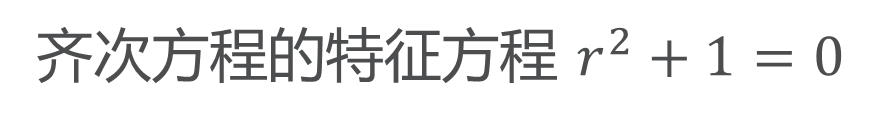 齐次方程的特征方程 r² + 1 = 0